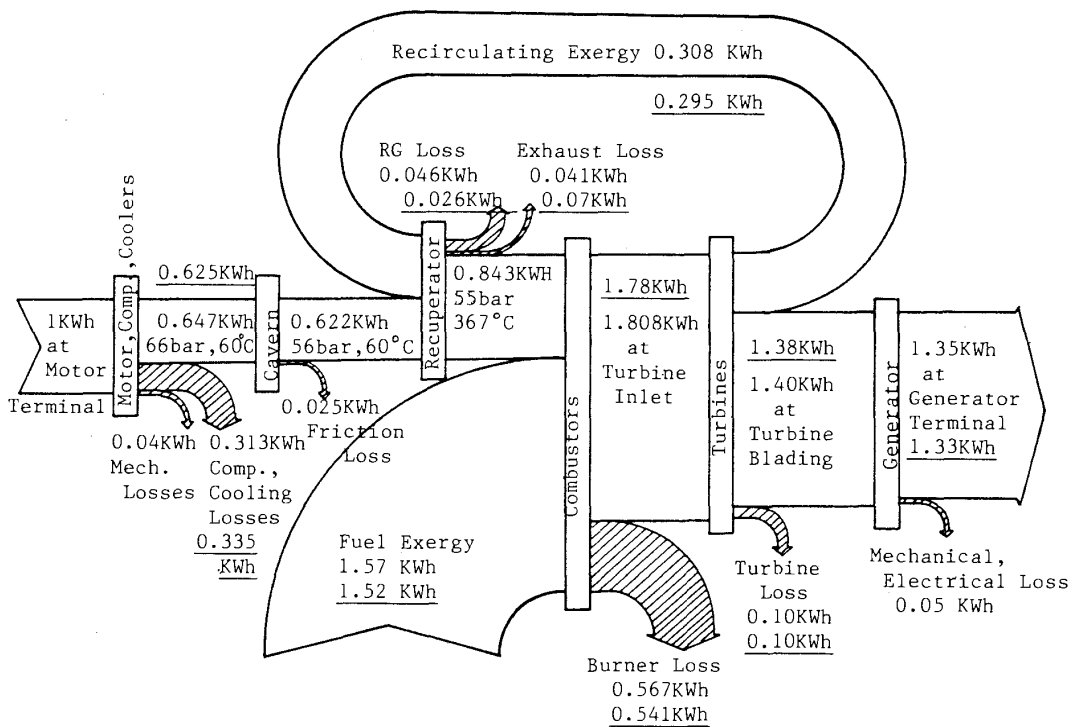 Recirculating Exergy 0.308 KWh
0.295 KWh
RG Loss
0.046KWh
0.026KWh
Exhaust Loss
0.041KWh
0.07KWh
Motor,Comp.,Coolers
0.625KWh
Cavern
Recuperator
0.843KWH
55bar
367°C
Combustors
1.78KWh
1.808KWh
at
Turbine
Inlet
Turbines
1.38KWh
1.40KWh
at
Turbine
Blading
Generator
1.35KWh
at
Generator
Terminal
1.33KWh
1KWh
at
Motor
Terminal
0.647KWh
66bar,60°C
0.622KWh
56bar,60°C
0.025KWh
Friction
Loss
0.04KWh
Mech.
Losses
0.313KWh
Comp.,
Cooling
Losses
0.335
KWh
Fuel Exergy
1.57 KWh
1.52 KWh
Burner Loss
0.567KWh
0.541KWh
Turbine
Loss
0.10KWh
0.10KWh
Mechanical,
Electrical Loss
0.05 KWh